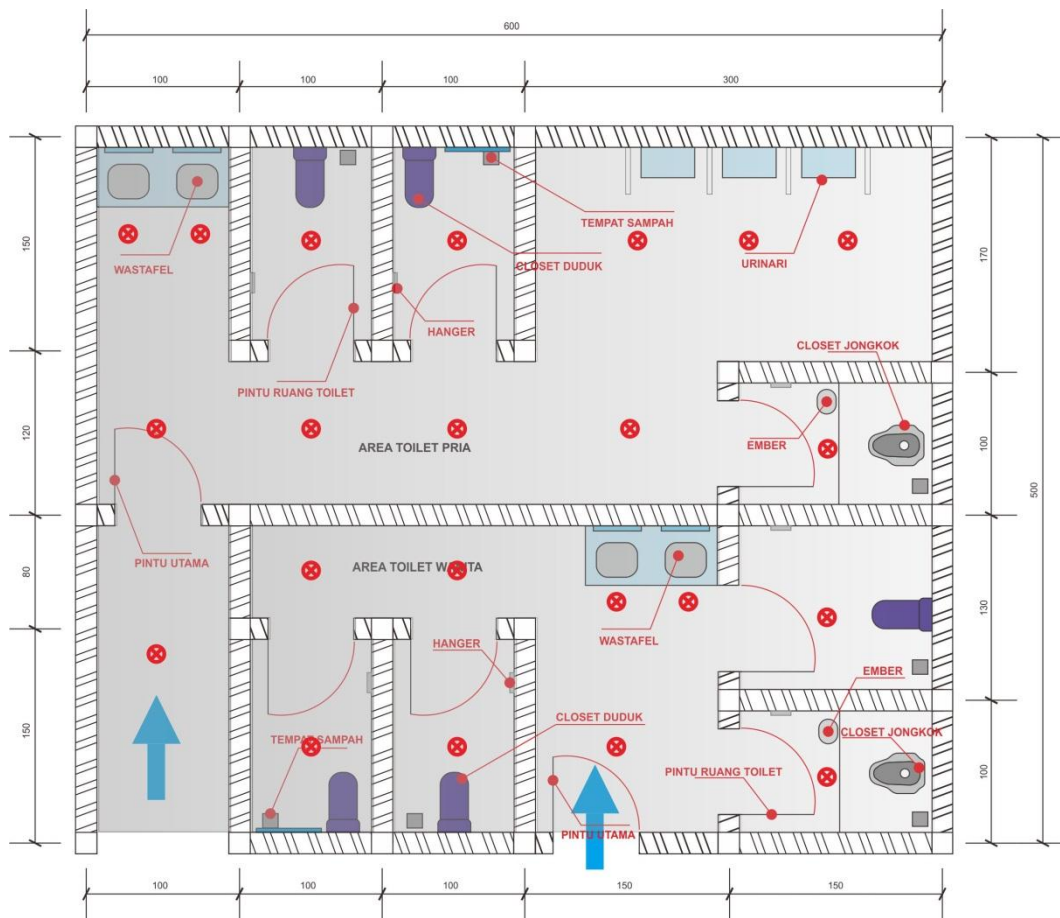 600
100
100
100
300
TEMPAT SAMPAH
WASTAFEL
CLOSET DUDUK
URINARI
150
170
HANGER
CLOSET JONGKOK
PINTU RUANG TOILET
120
AREA TOILET PRIA
EMBER
100
500
PINTU UTAMA
AREA TOILET WANITA
80
WASTAFEL
130
HANGER
EMBER
CLOSET DUDUK
TEMPAT SAMPAH
CLOSET JONGKOK
150
PINTU RUANG TOILET
100
PINTU UTAMA
100
100
100
150
150